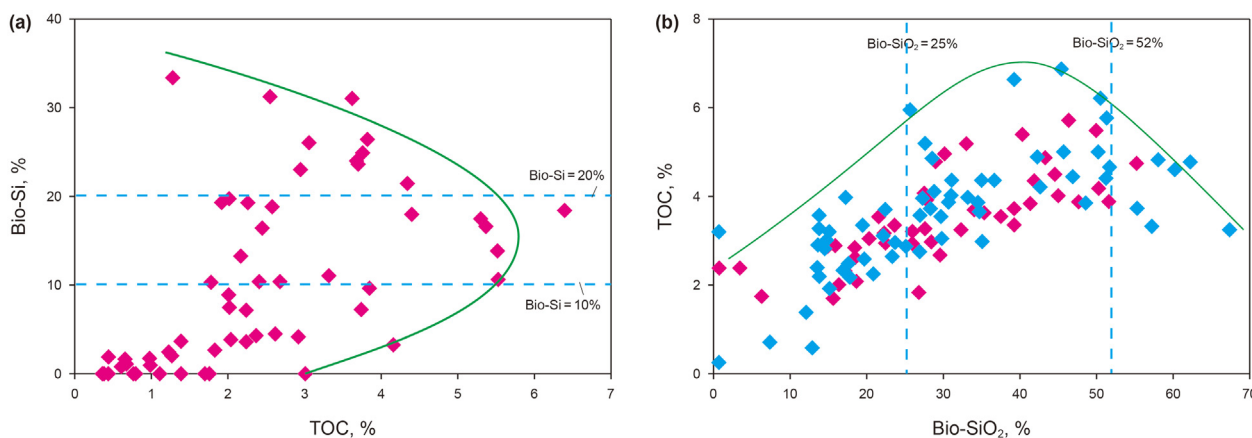 (a)
40
30
20
10
0
Bio-Si, %
Bio-Si = 20%
Bio-Si = 10%
0 1 2 3 4 5 6 7
TOC, %
(b)
8
6
4
2
0
TOC, %
Bio-SiO₂ = 25%
Bio-SiO₂ = 52%
0 10 20 30 40 50 60 70
Bio-SiO₂, %